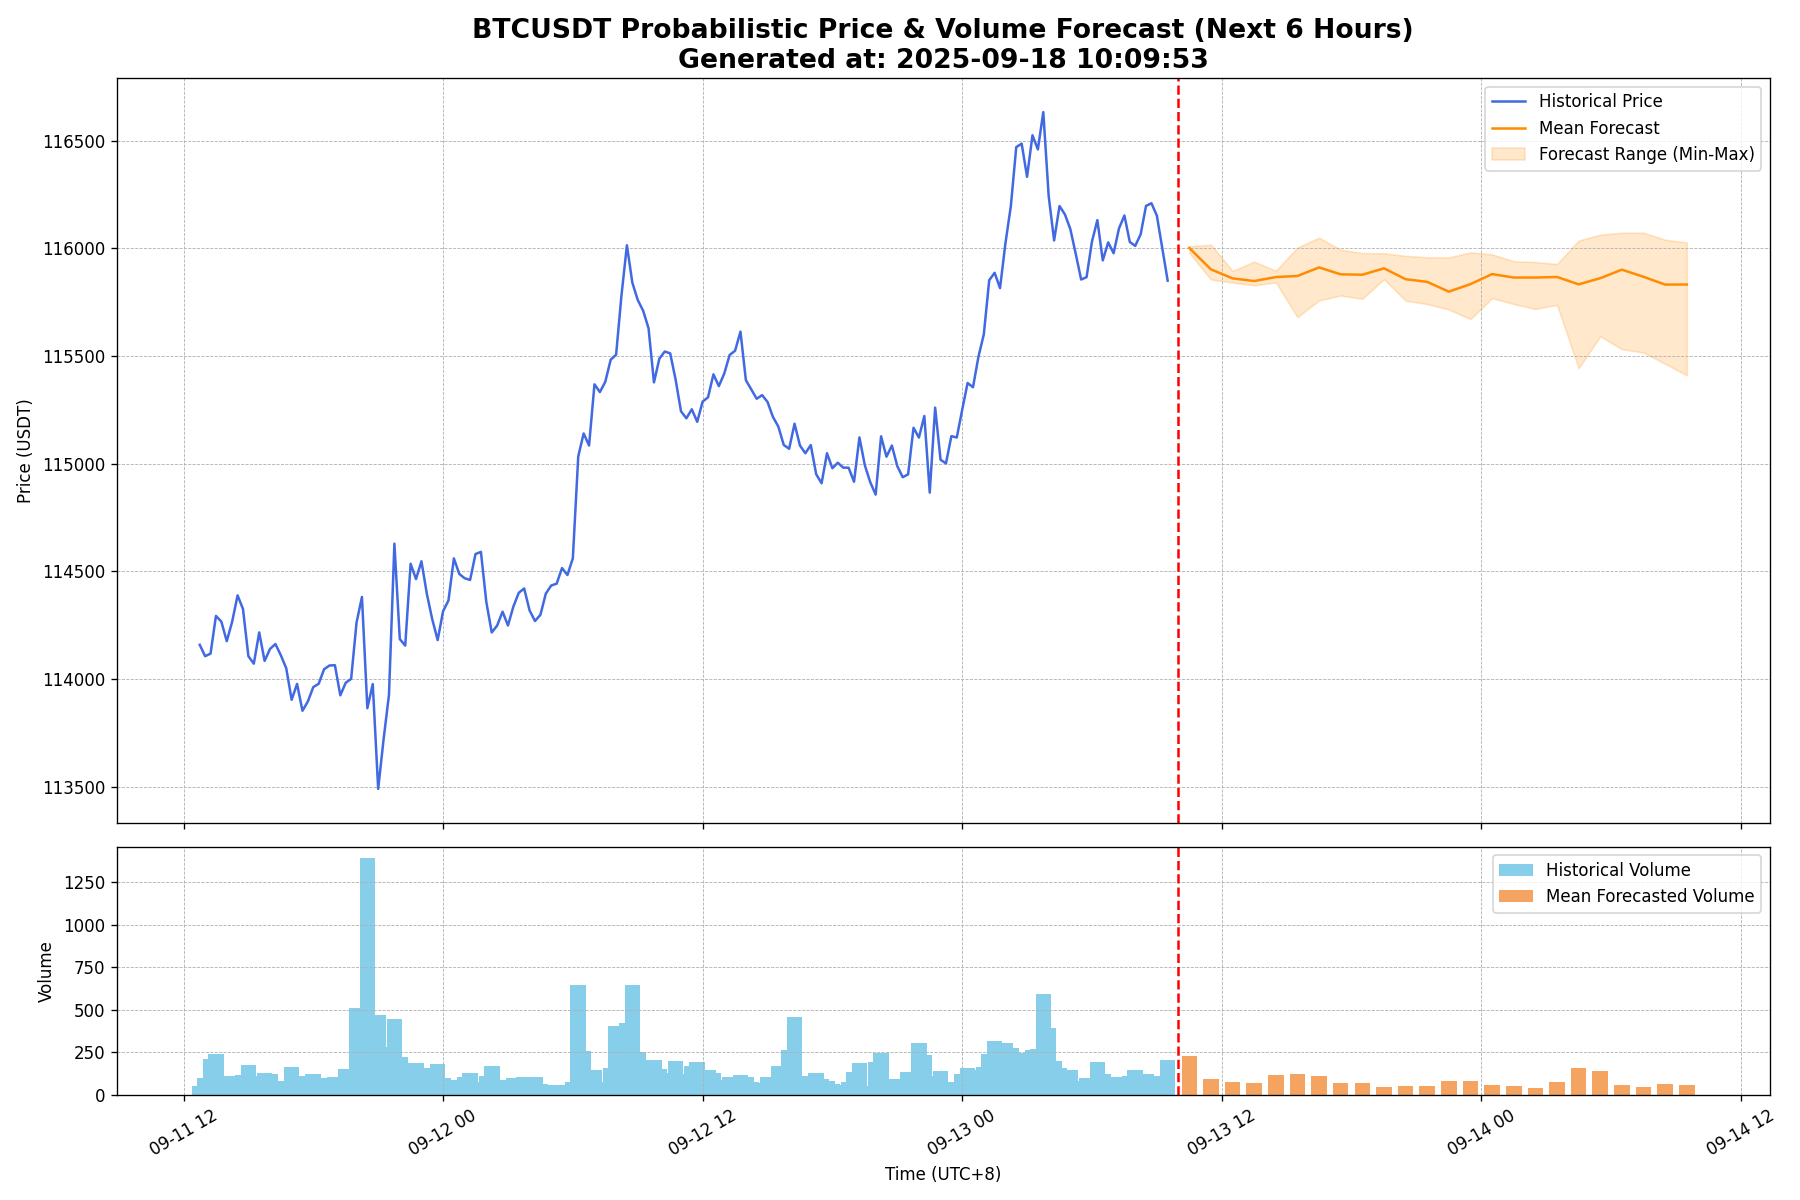 BTCUSDT Probabilistic Price & Volume Forecast (Next 6 Hours)
Generated at: 2025-09-18 10:09:53
Historical Price
Mean Forecast
Forecast Range (Min-Max)
116500
116000
115500
115000
114500
114000
113500
Price (USDT)
Historical Volume
Mean Forecasted Volume
1250
1000
750
500
250
0
Volume
09-11 12
09-12 00
09-12 12
09-13 00
09-13 12
09-14 00
09-14 12
Time (UTC+8)